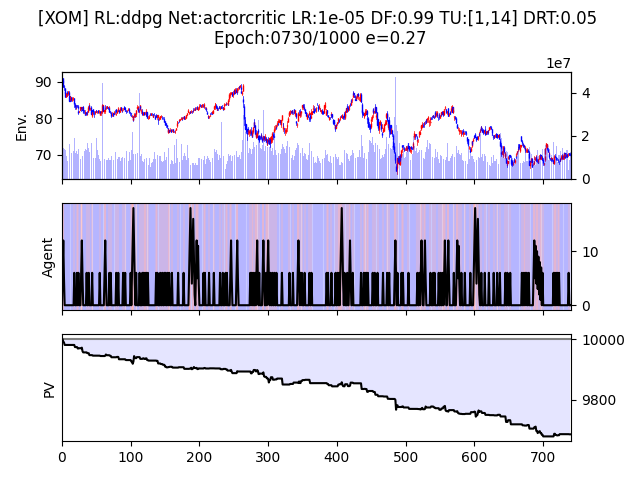 [XOM] RL:ddpg Net:actorcritic LR:1e-05 DF:0.99 TU:[1,14] DRT:0.05
Epoch:0730/1000 e=0.27
1e7
90
80
70
Env.
4
2
0
Agent
10
0
PV
10000
9800
0 100 200 300 400 500 600 700